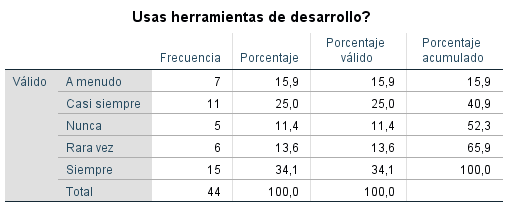 Usas herramientas de desarrollo?
Frecuencia Porcentaje Porcentaje válido Porcentaje acumulado
Válido A menudo 7 15,9 15,9 15,9
Casi siempre 11 25,0 25,0 40,9
Nunca 5 11,4 11,4 52,3
Rara vez 6 13,6 13,6 65,9
Siempre 15 34,1 34,1 100,0
Total 44 100,0 100,0